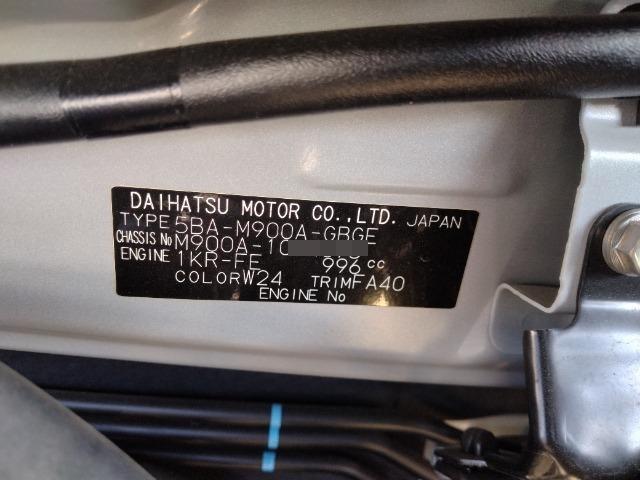 DAIHATSU MOTOR CO.,LTD. JAPAN
TYPE 5BA-M900A-GBGE
CHASSIS No M900A-10
ENGINE 1KR-FE 996 cc
COLOR W24 TRIM FA40
ENGINE No